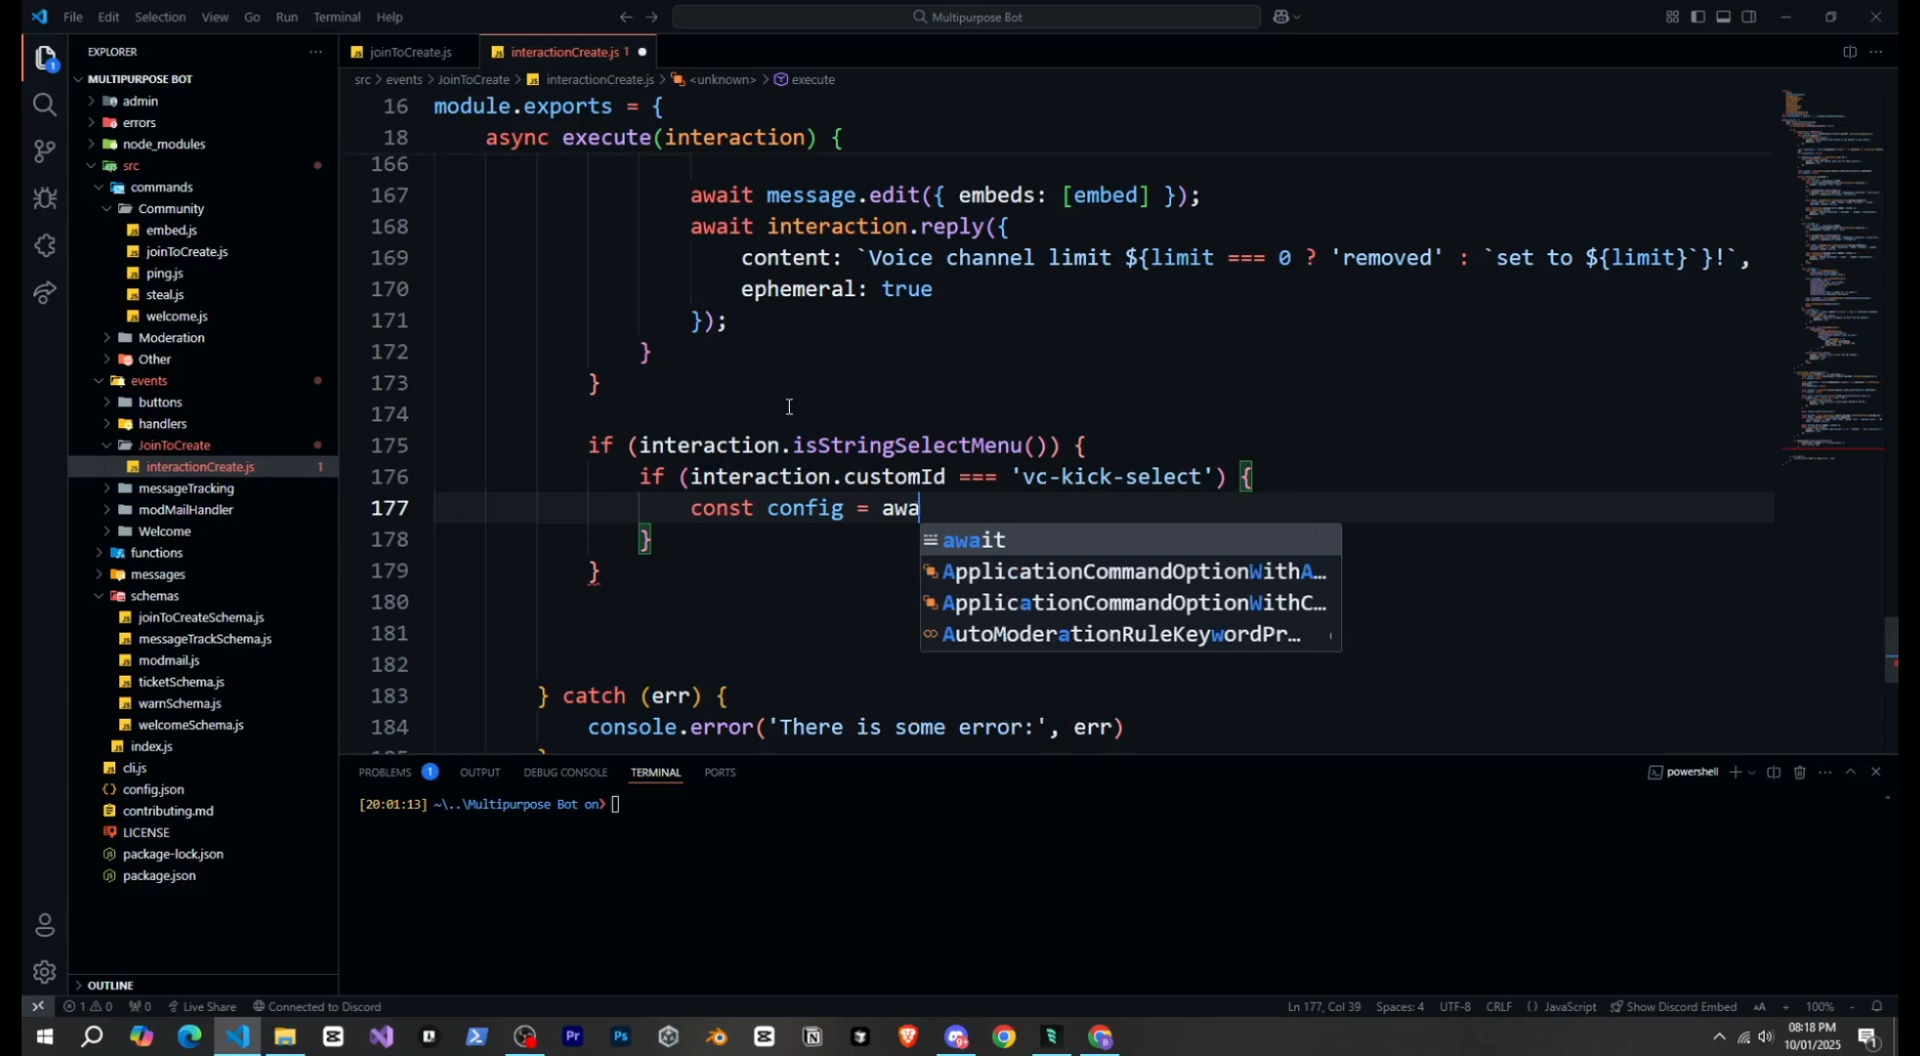 File Edit Selection View Go Run Terminal Help
Multipurpose Bot
EXPLORER
MULTIPURPOSE BOT
admin
errors
node_modules
src
commands
Community
embed.js
joinToCreate.js
ping.js
steal.js
welcome.js
Moderation
Other
events
buttons
handlers
JoinToCreate
interactionCreate.js 1
messageTracking
modMailHandler
Welcome
functions
messages
schemas
joinToCreateSchema.js
messageTrackSchema.js
modmail.js
ticketSchema.js
warnSchema.js
welcomeSchema.js
index.js
cli.js
config.json
contributing.md
LICENSE
package-lock.json
package.json
OUTLINE
joinToCreate.js
interactionCreate.js 1
src > events > JoinToCreate > interactionCreate.js > <unknown> > execute
16 module.exports = {
18 async execute(interaction) {
166
167 await message.edit({ embeds: [embed] });
168 await interaction.reply({
169 content: `Voice channel limit ${limit === 0 ? 'removed' : `set to ${limit}`}!`,
170 ephemeral: true
171 });
172 }
173 }
174
175 if (interaction.isStringSelectMenu()) {
176 if (interaction.customId === 'vc-kick-select') {
177 const config = awa
178 }
179 }
180
181
182
183 } catch (err) {
184 console.error('There is some error:', err)
await
ApplicationCommandOptionWithA...
ApplicationCommandOptionWithC...
AutoModerationRuleKeywordPr...
PROBLEMS 1 OUTPUT DEBUG CONSOLE TERMINAL PORTS
powershell
[20:01:13] ~\..\Multipurpose Bot on>
1 0 0 Live Share Connected to Discord
Ln 177, Col 39 Spaces: 4 UTF-8 CRLF {} JavaScript Show Discord Embed AA + 100% -
08:18 PM
10/01/2025